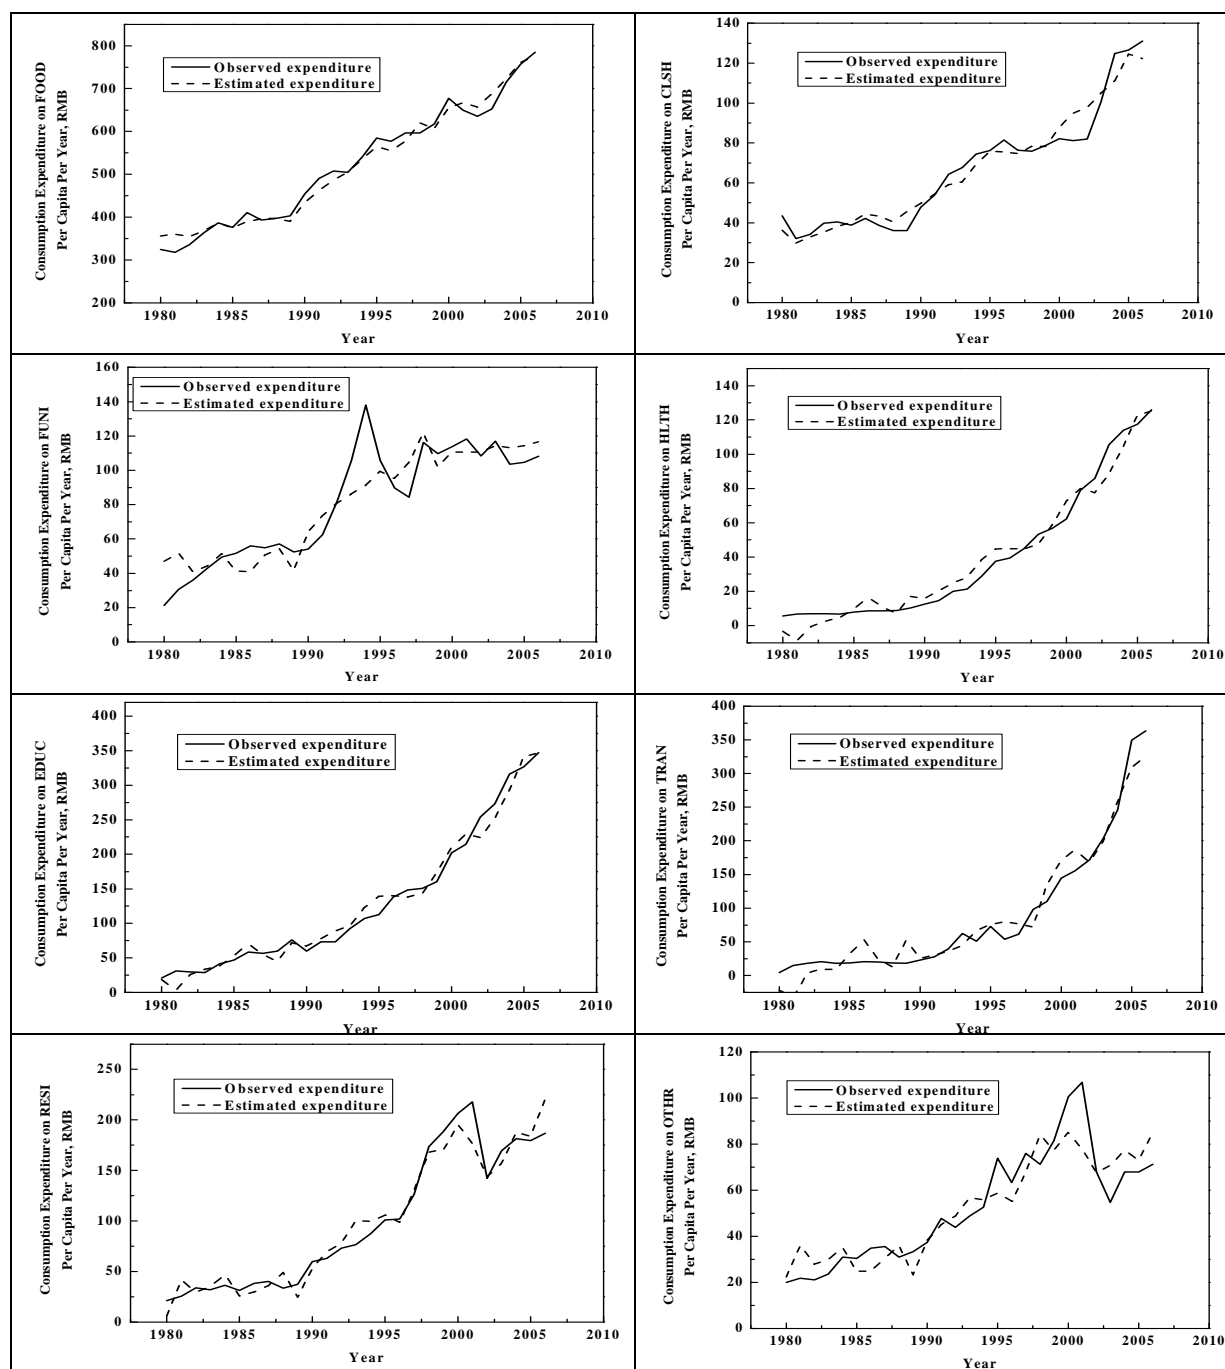 Consumption Expenditure on FOOD
Per Capita Per Year, RMB
800
700
600
500
400
300
200
Observed expenditure
Estimated expenditure
1980 1985 1990 1995 2000 2005 2010
Year
Consumption Expenditure on CLSH
Per Capita Per Year, RMB
140
120
100
80
60
40
20
0
Observed expenditure
Estimated expenditure
1980 1985 1990 1995 2000 2005 2010
Year
Consumption Expenditure on FUNI
Per Capita Per Year, RMB
160
140
120
100
80
60
40
20
0
Observed expenditure
Estimated expenditure
1980 1985 1990 1995 2000 2005 2010
Year
Consumption Expenditure on HLTH
Per Capita Per Year, RMB
140
120
100
80
60
40
20
0
Observed expenditure
Estimated expenditure
1980 1985 1990 1995 2000 2005 2010
Year
Consumption Expenditure on EDUC
Per Capita Per Year, RMB
400
350
300
250
200
150
100
50
0
Observed expenditure
Estimated expenditure
1980 1985 1990 1995 2000 2005 2010
Year
Consumption Expenditure on TRAN
Per Capita Per Year, RMB
400
350
300
250
200
150
100
50
0
Observed expenditure
Estimated expenditure
1980 1985 1990 1995 2000 2005 2010
Year
Consumption Expenditure on RESI
Per Capita Per Year, RMB
250
200
150
100
50
0
Observed expenditure
Estimated expenditure
1980 1985 1990 1995 2000 2005 2010
Year
Consumption Expenditure on OTHR
Per Capita Per Year, RMB
120
100
80
60
40
20
0
Observed expenditure
Estimated expenditure
1980 1985 1990 1995 2000 2005 2010
Year